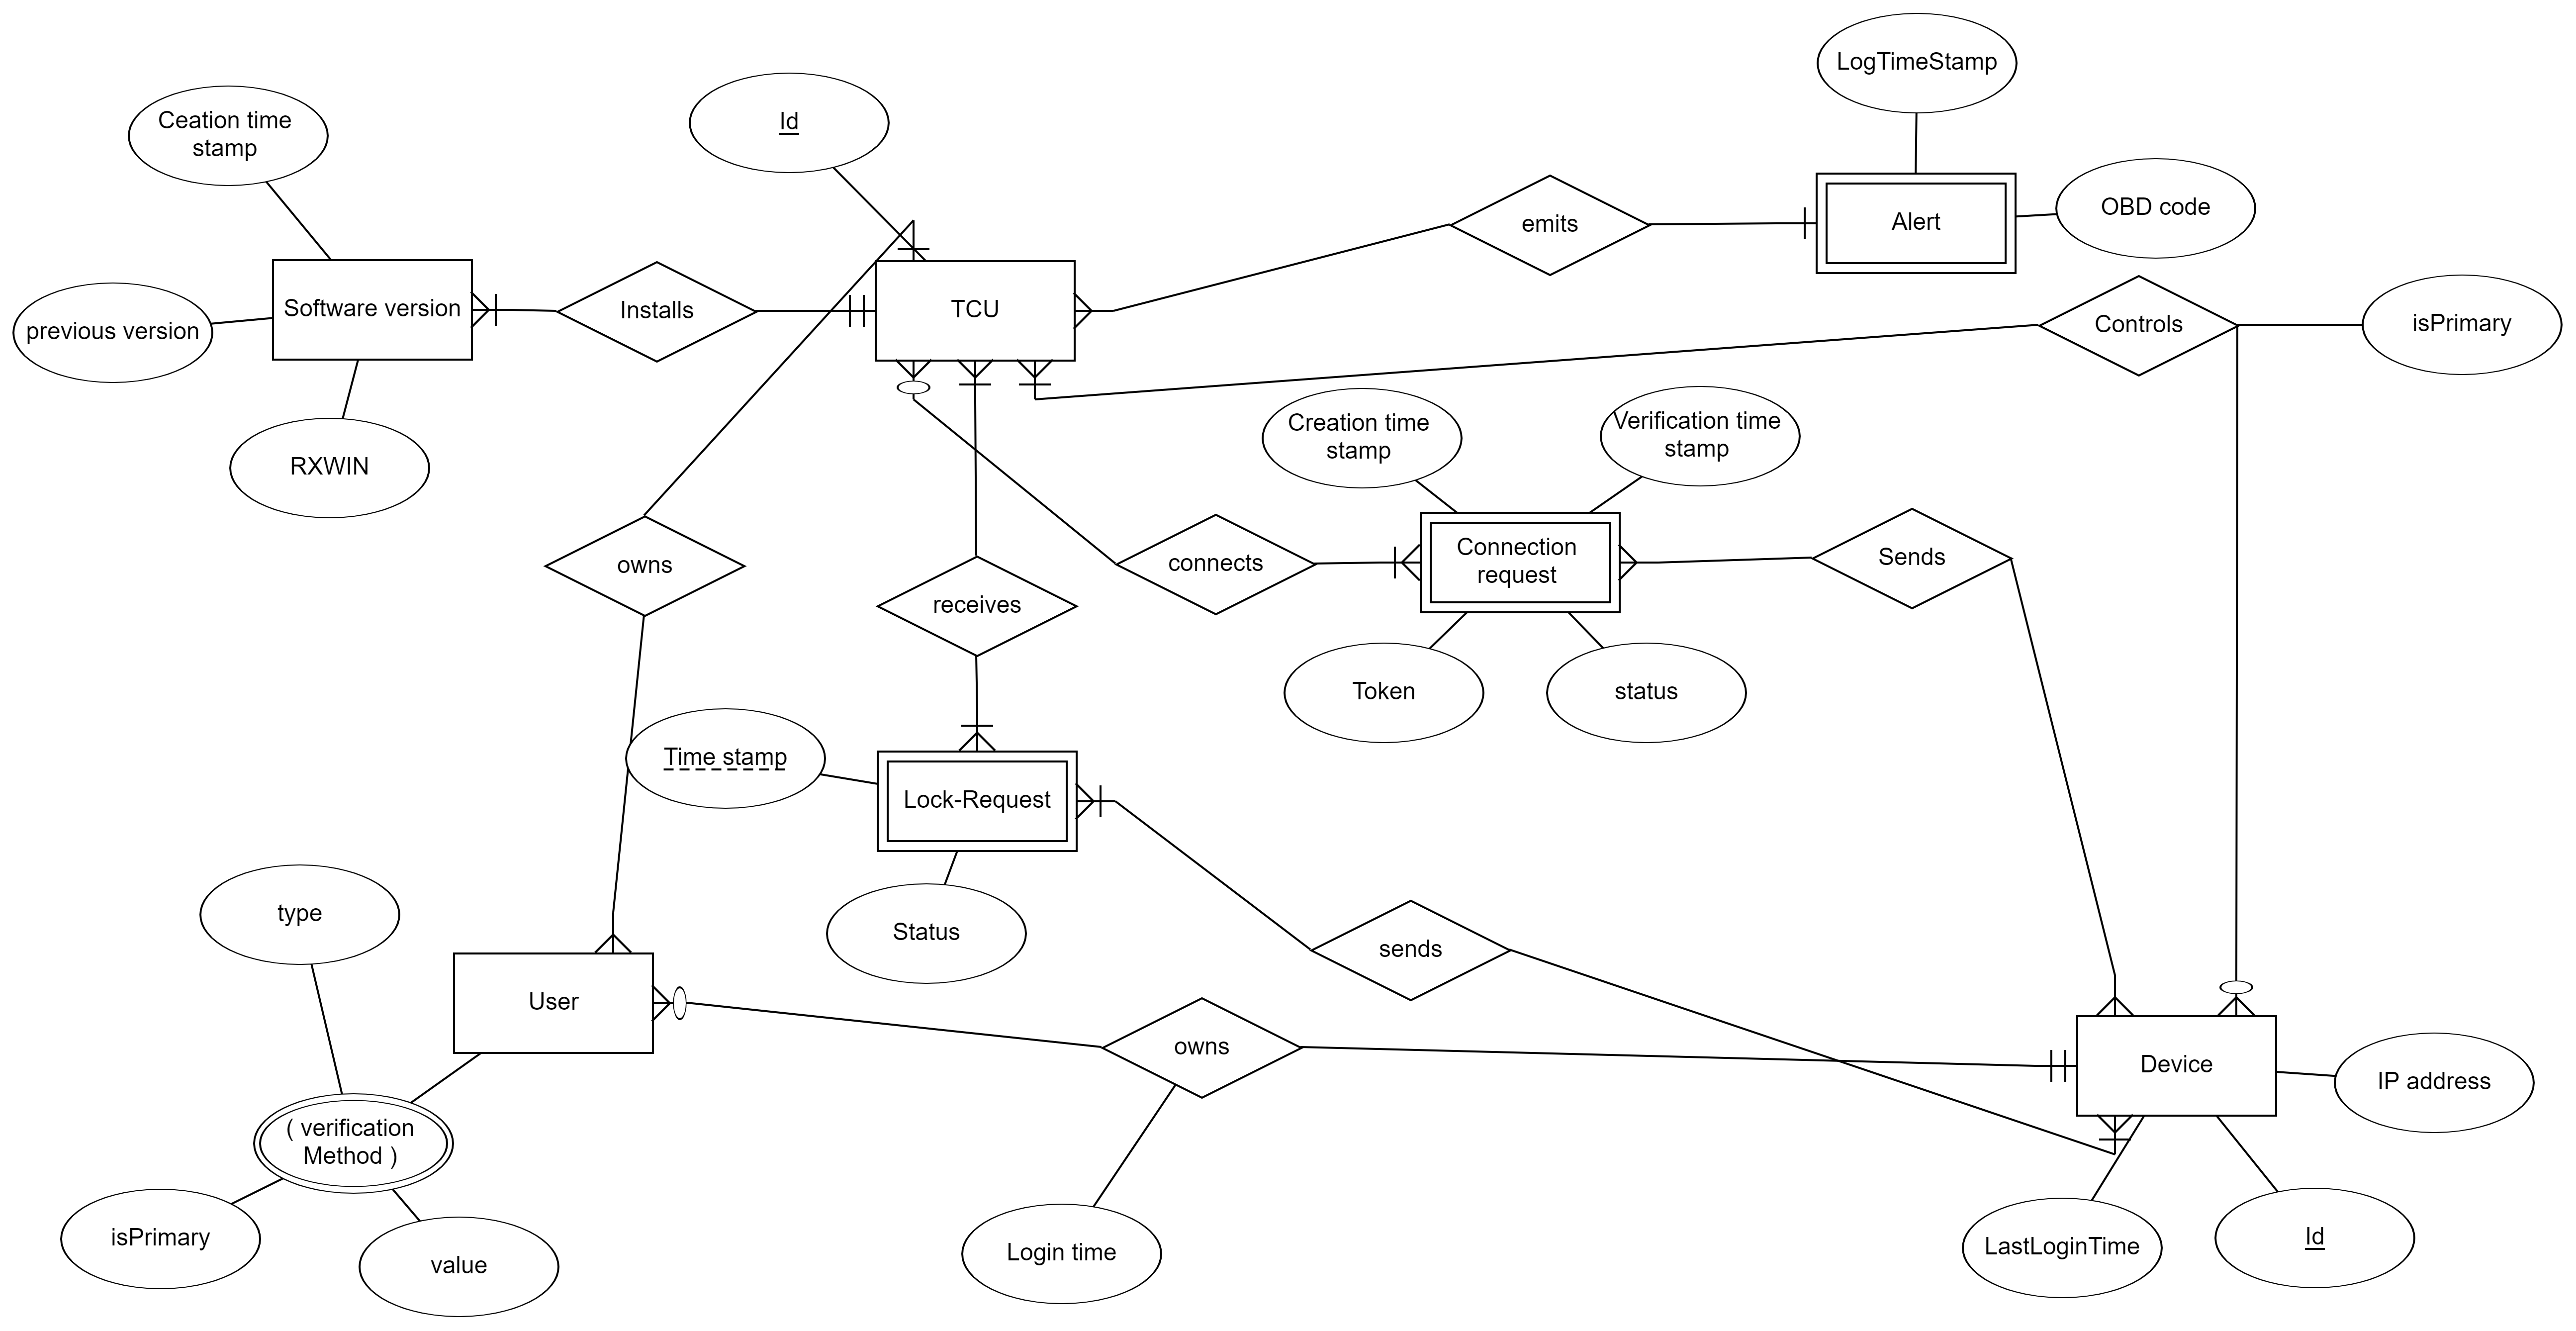 LogTimeStamp
Ceation time
stamp
Id
OBD code
emits
Alert
Software version
Installs
TCU
Controls
isPrimary
previous version
Creation time
stamp
Verification time
stamp
RXWIN
owns
receives
connects
Connection
request
Sends
Token
status
Time stamp
Lock-Request
Status
sends
type
User
owns
Device
IP address
( verification
Method )
isPrimary
value
Login time
LastLoginTime
Id